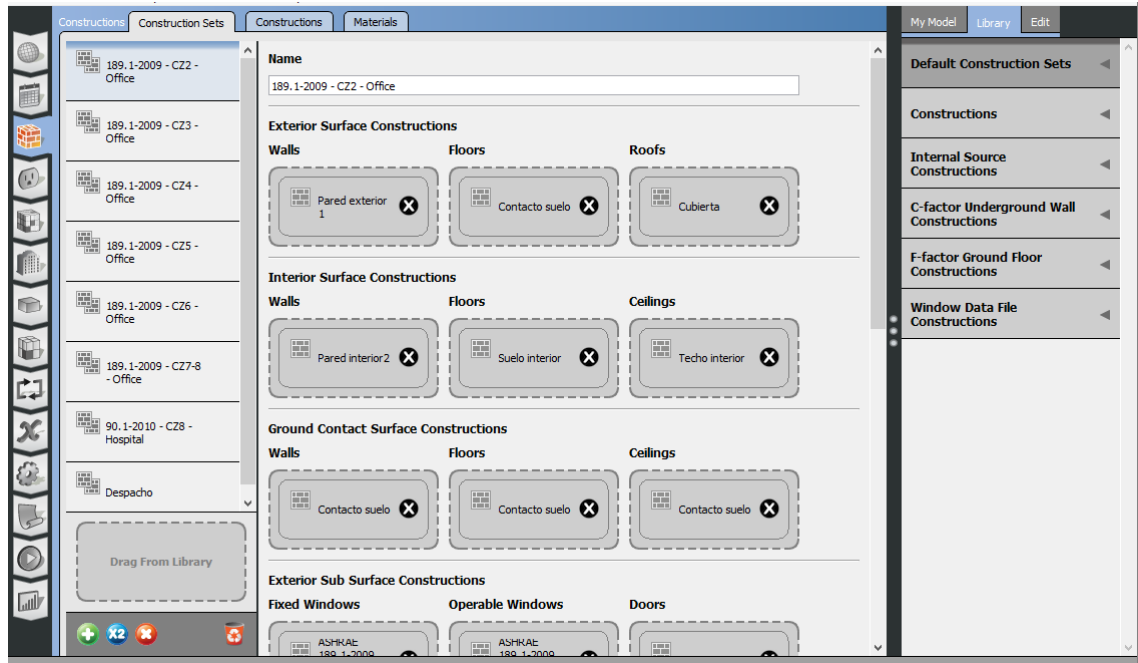 Constructions
Construction Sets
Constructions
Materials
My Model
Library
Edit
189.1-2009 - CZ2 -
Office
189.1-2009 - CZ3 -
Office
189.1-2009 - CZ4 -
Office
189.1-2009 - CZ5 -
Office
189.1-2009 - CZ6 -
Office
189.1-2009 - CZ7-8
- Office
90.1-2010 - CZ8 -
Hospital
Despacho
Drag From Library
x2
Name
189.1-2009 - CZ2 - Office
Exterior Surface Constructions
Walls
Floors
Roofs
Pared exterior
1
Contacto suelo
Cubierta
Interior Surface Constructions
Walls
Floors
Ceilings
Pared interior2
Suelo interior
Techo interior
Ground Contact Surface Constructions
Walls
Floors
Ceilings
Contacto suelo
Contacto suelo
Contacto suelo
Exterior Sub Surface Constructions
Fixed Windows
Operable Windows
Doors
ASHRAE
189.1-2009
ASHRAE
189.1-2009
Default Construction Sets
Constructions
Internal Source
Constructions
C-factor Underground Wall
Constructions
F-factor Ground Floor
Constructions
Window Data File
Constructions